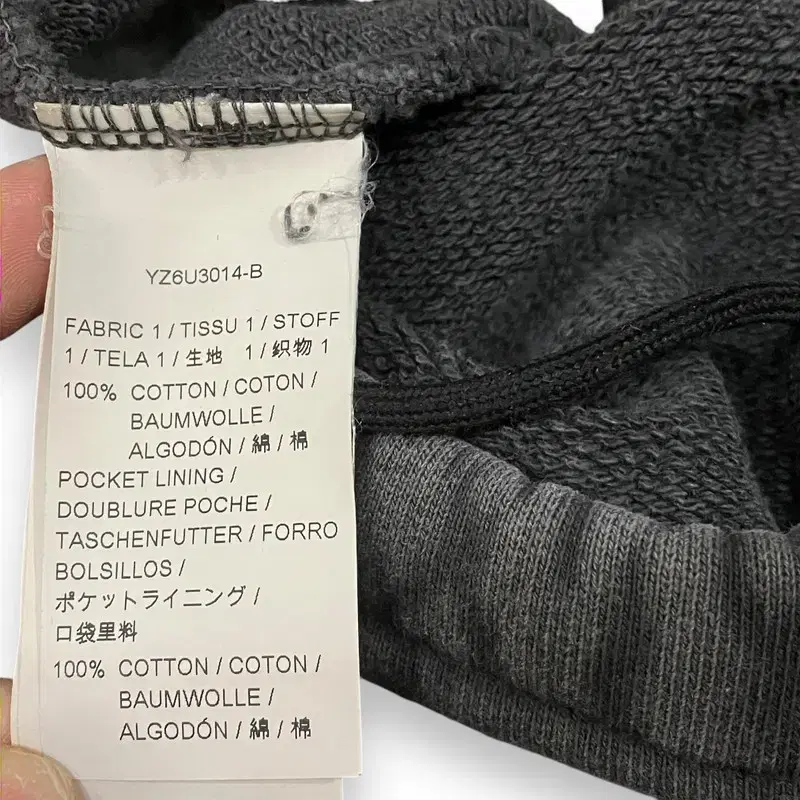 YZ6U3014-B
FABRIC 1 / TISSU 1 / STOFF
1 / TELA 1 / 生地 1 / 织物 1
100% COTTON / COTON /
BAUMWOLLE /
ALGODÓN / 綿 / 棉
POCKET LINING /
DOUBLURE POCHE /
TASCHENFUTTER / FORRO
BOLSILLOS /
ポケットライニング /
口袋里料
100% COTTON / COTON /
BAUMWOLLE /
ALGODÓN / 綿 / 棉